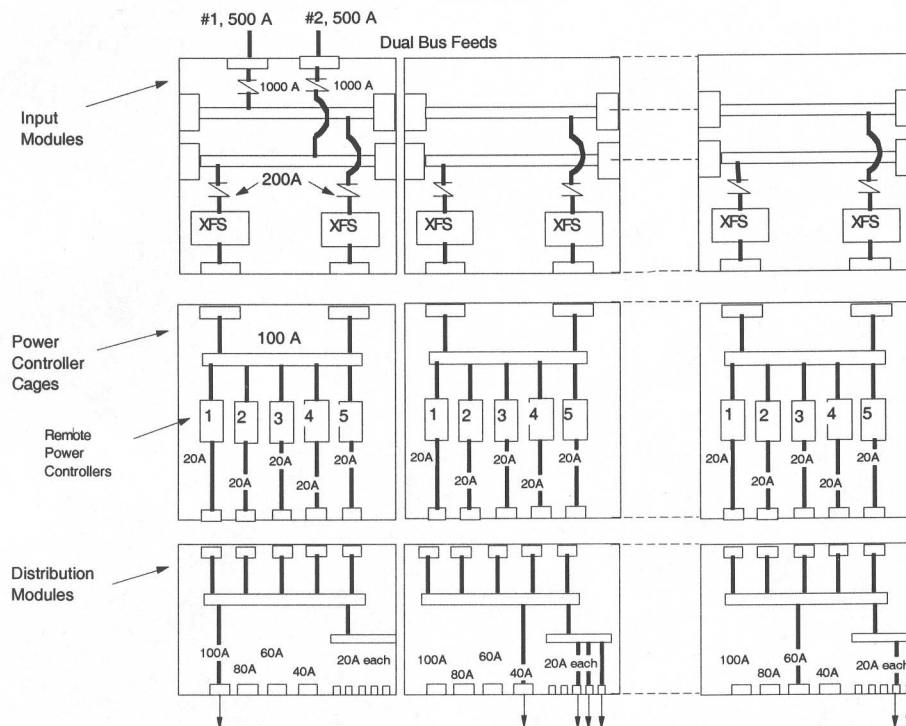 #1, 500 A
#2, 500 A
Dual Bus Feeds
1000 A
1000 A
Input
Modules
200A
XFS
XFS
XFS
XFS
XFS
XFS
Power
Controller
Cages
100 A
1 2 3 4 5
1 2 3 4 5
1 2 3 4 5
Remote
Power
Controllers
20A 20A 20A
20A 20A 20A
20A 20A 20A
20A 20A
20A 20A
20A 20A
Distribution
Modules
100A 60A
80A 40A
20A each
100A 60A
80A 40A
20A each
100A 60A
80A 40A
20A each